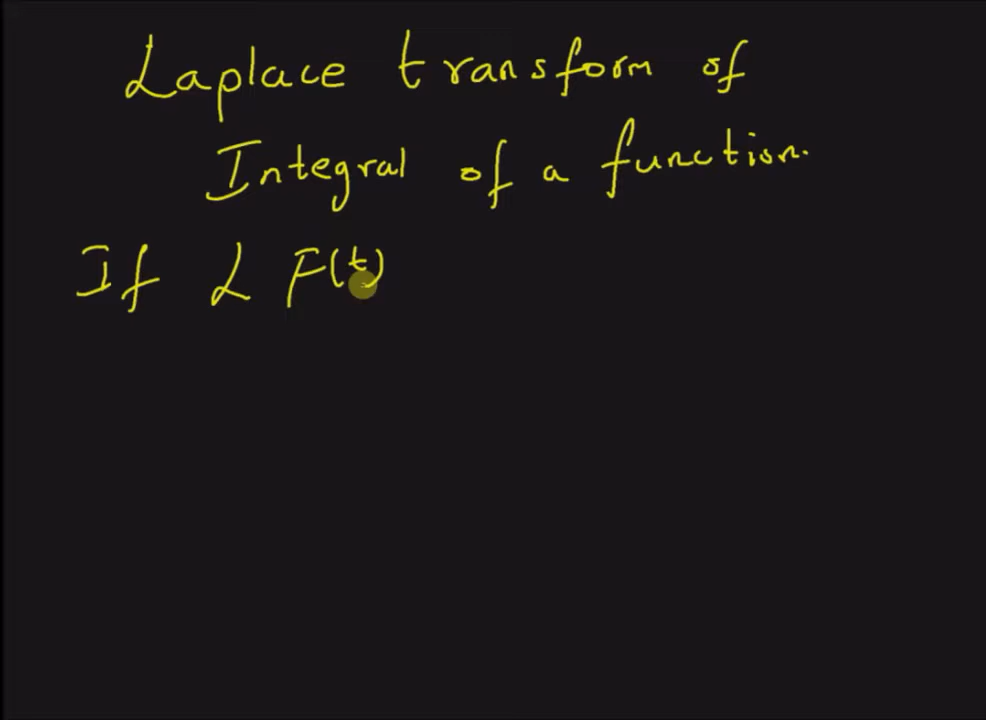 Laplace transform of
Integral of a function.
If L F(t)